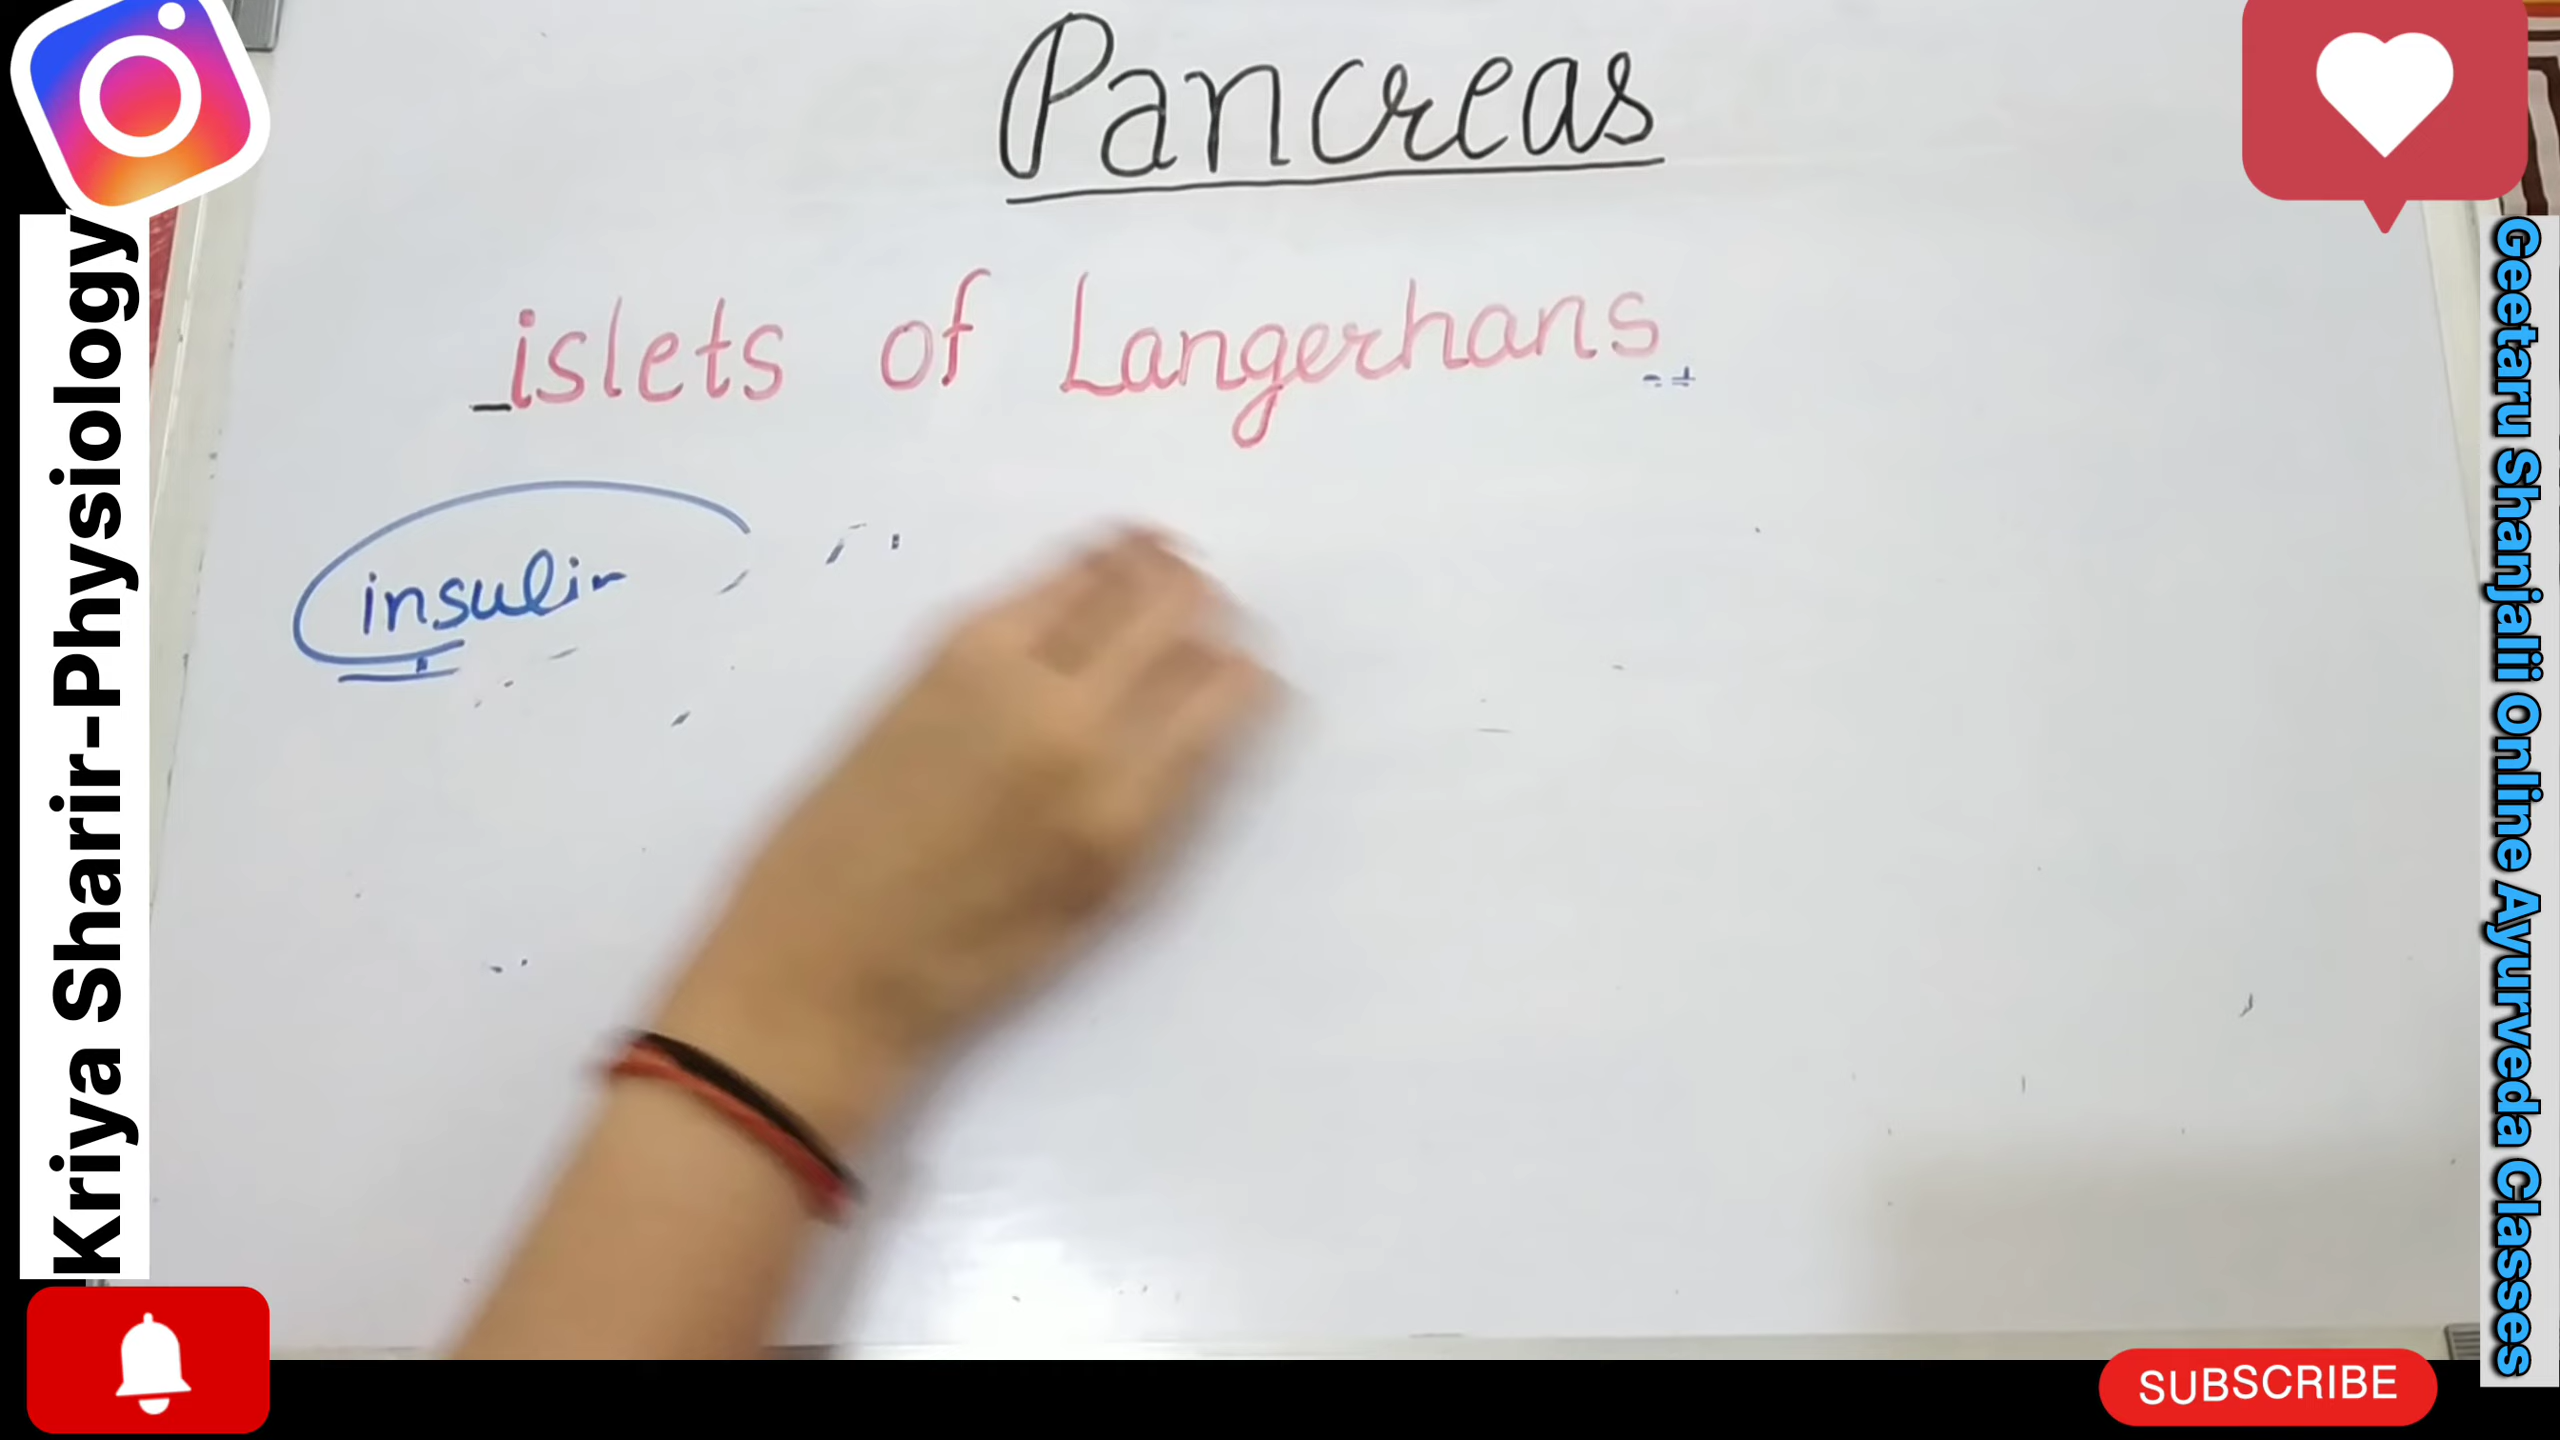 Pancreas
islets of Langerhans
insulin
Kriya Sharir-Physiology
Geetaru Shanjalii Online Ayurveda Classes
SUBSCRIBE